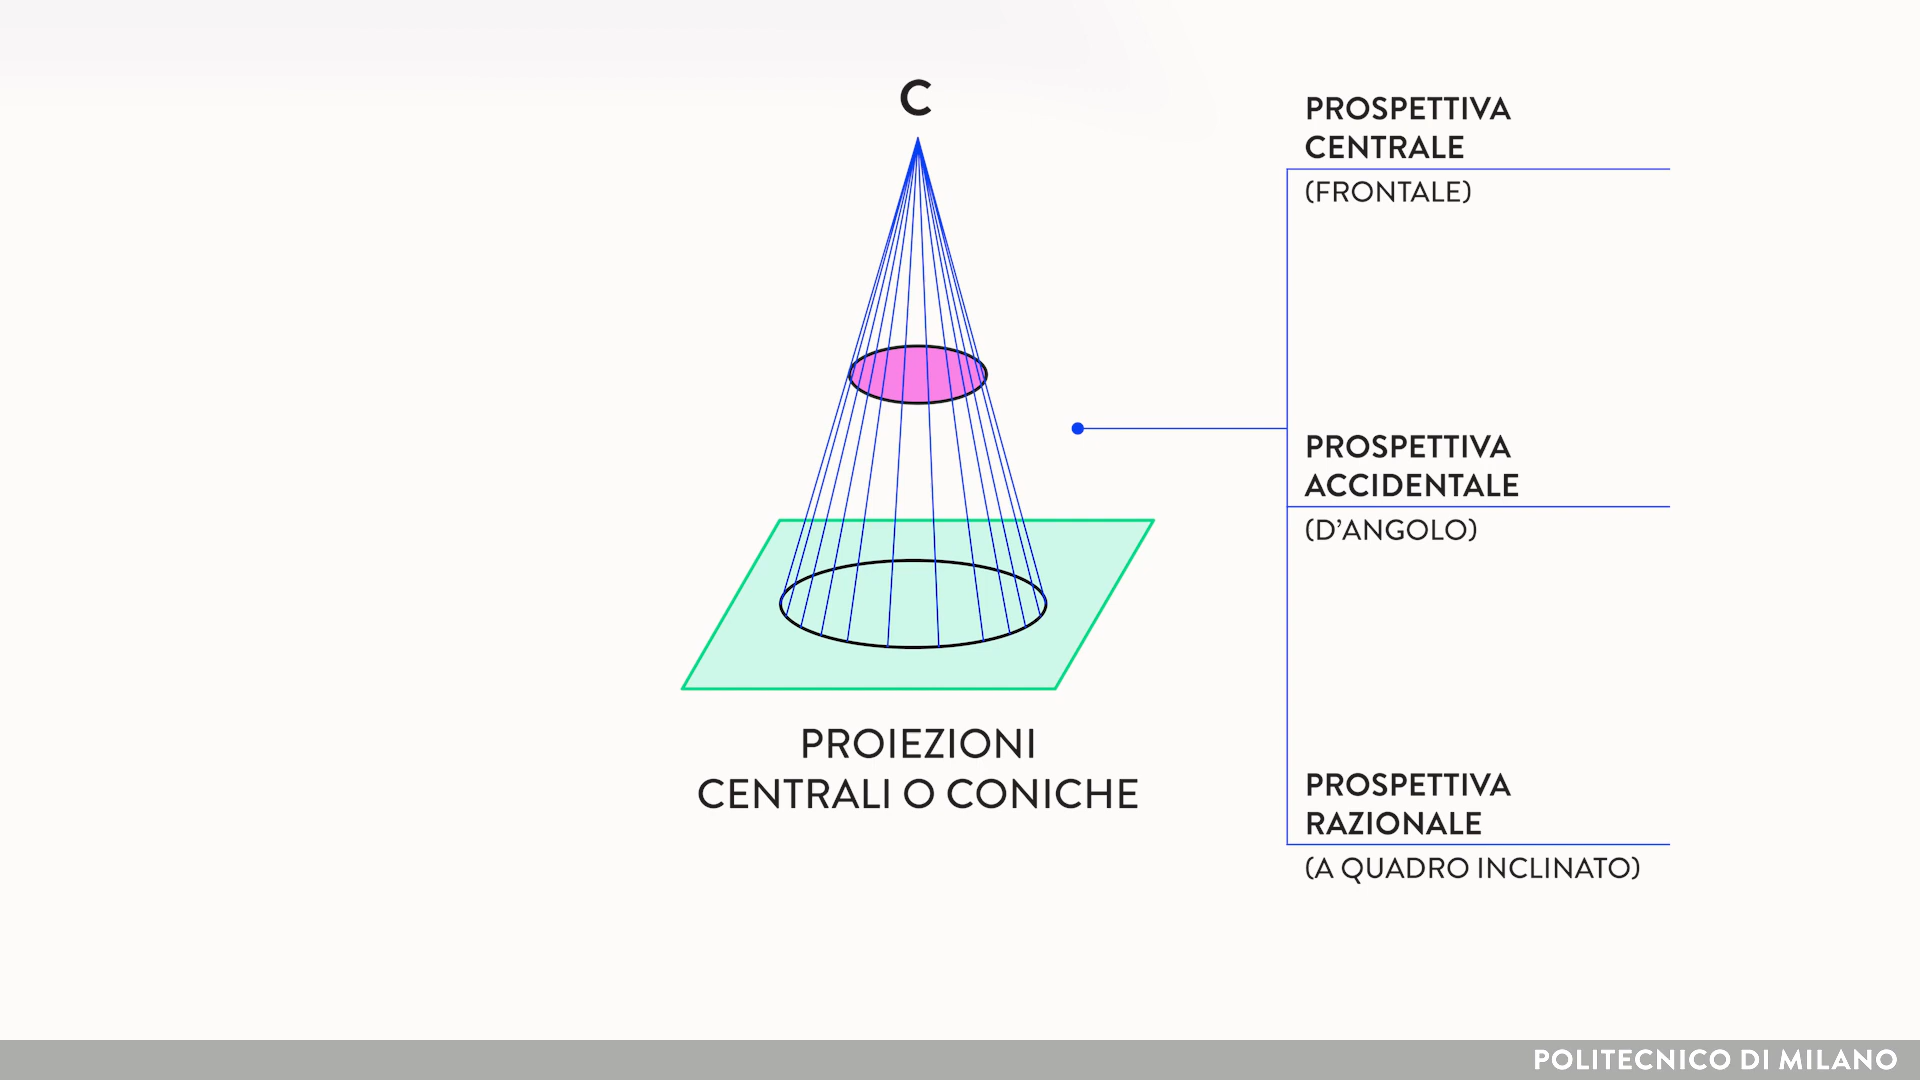 C
PROIEZIONI
CENTRALI O CONICHE
PROSPETTIVA
CENTRALE
(FRONTALE)
PROSPETTIVA
ACCIDENTALE
(D’ANGOLO)
PROSPETTIVA
RAZIONALE
(A QUADRO INCLINATO)
POLITECNICO DI MILANO